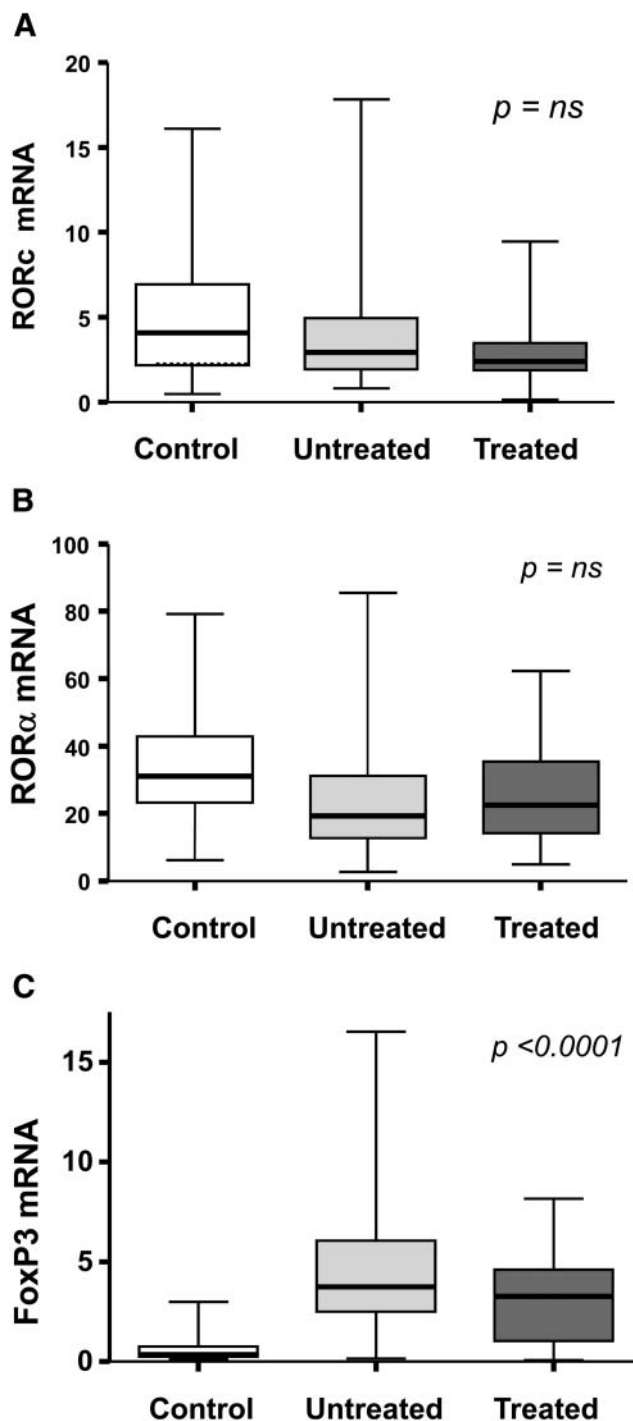 A
RORc mRNA
20
15
10
5
0
p = ns
Control Untreated Treated
B
RORα mRNA
100
80
60
40
20
0
p = ns
Control Untreated Treated
C
FoxP3 mRNA
15
10
5
0
p <0.0001
Control Untreated Treated